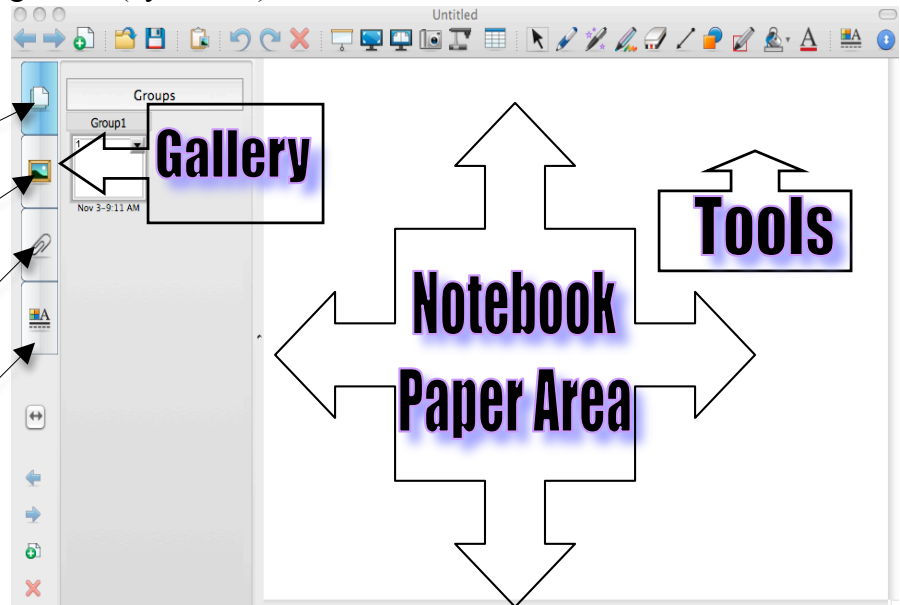 Untitled
Groups
Group1
1
Nov 3-9:11 AM
Gallery
Tools
Notebook
Paper Area
A
A
A